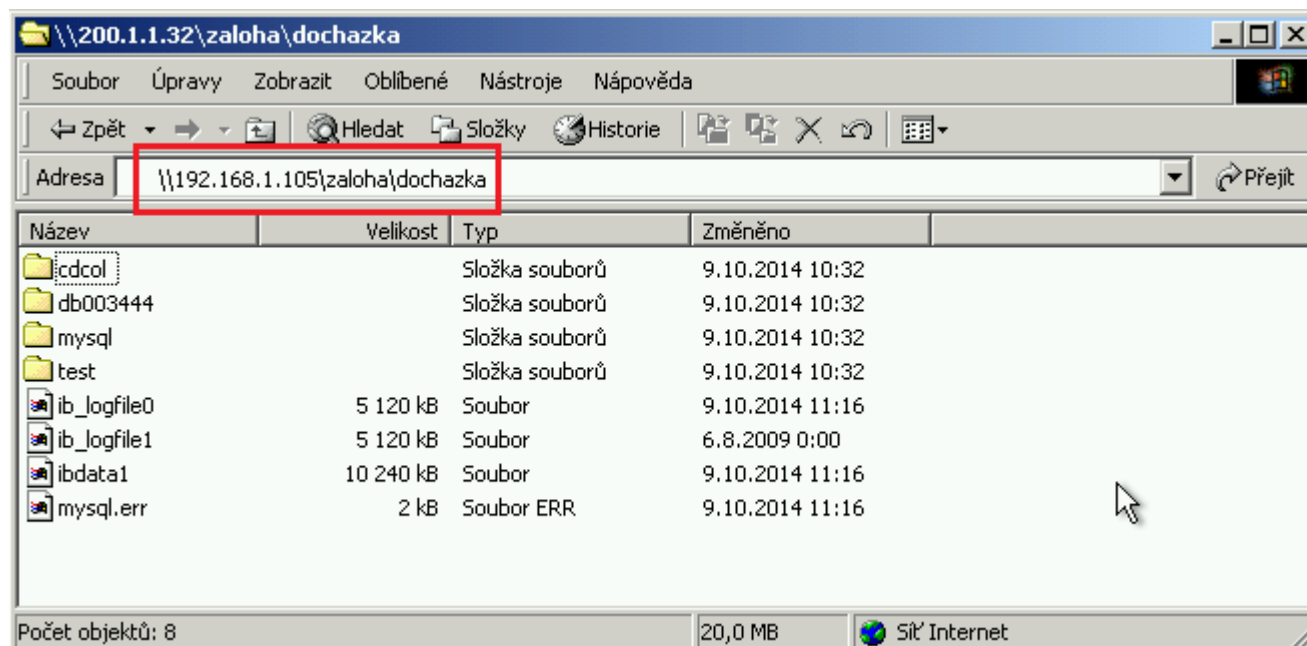 \\200.1.1.32\zaloha\dochazka
Soubor Úpravy Zobrazit Oblíbené Nástroje Nápověda
Zpět Hledat Složky Historie
Adresa \\192.168.1.105\zaloha\dochazka Přejít
Název Velikost Typ Změněno
cdcol Složka souborů 9.10.2014 10:32
db003444 Složka souborů 9.10.2014 10:32
mysql Složka souborů 9.10.2014 10:32
test Složka souborů 9.10.2014 10:32
ib_logfile0 5 120 kB Soubor 9.10.2014 11:16
ib_logfile1 5 120 kB Soubor 6.8.2009 0:00
ibdata1 10 240 kB Soubor 9.10.2014 11:16
mysql.err 2 kB Soubor ERR 9.10.2014 11:16
Počet objektů: 8 20,0 MB Síť Internet